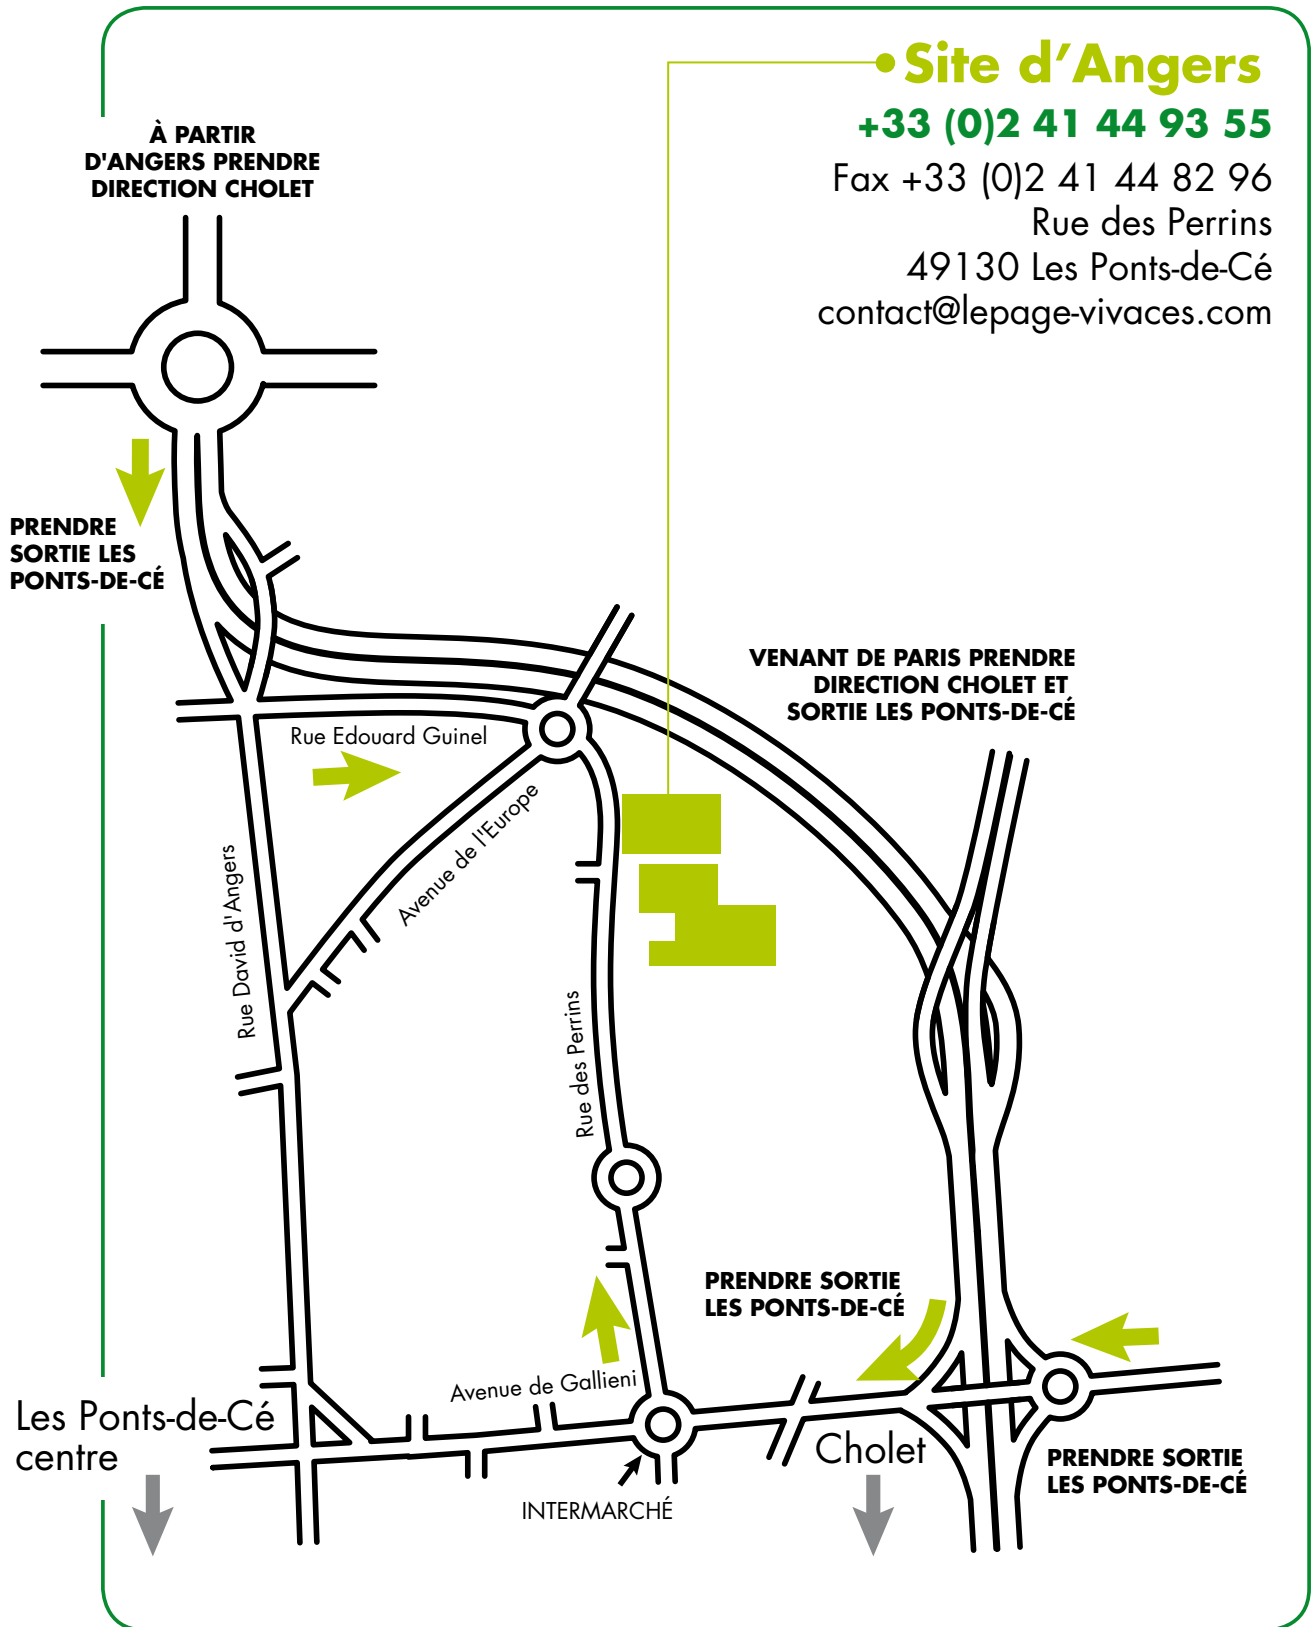 Site d'Angers
+33 (0)2 41 44 93 55
Fax +33 (0)2 41 44 82 96
Rue des Perrins
49130 Les Ponts-de-Cé
contact@lepage-vivaces.com
À PARTIR
D'ANGERS PRENDRE
DIRECTION CHOLET
PRENDRE
SORTIE LES
PONTS-DE-CÉ
VENANT DE PARIS PRENDRE
DIRECTION CHOLET ET
SORTIE LES PONTS-DE-CÉ
Rue Edouard Guinel
Avenue de l'Europe
Rue David d'Angers
Rue des Perrins
PRENDRE SORTIE
LES PONTS-DE-CÉ
Avenue de Gallieni
Les Ponts-de-Cé
centre
Cholet
PRENDRE SORTIE
LES PONTS-DE-CÉ
INTERMARCHÉ